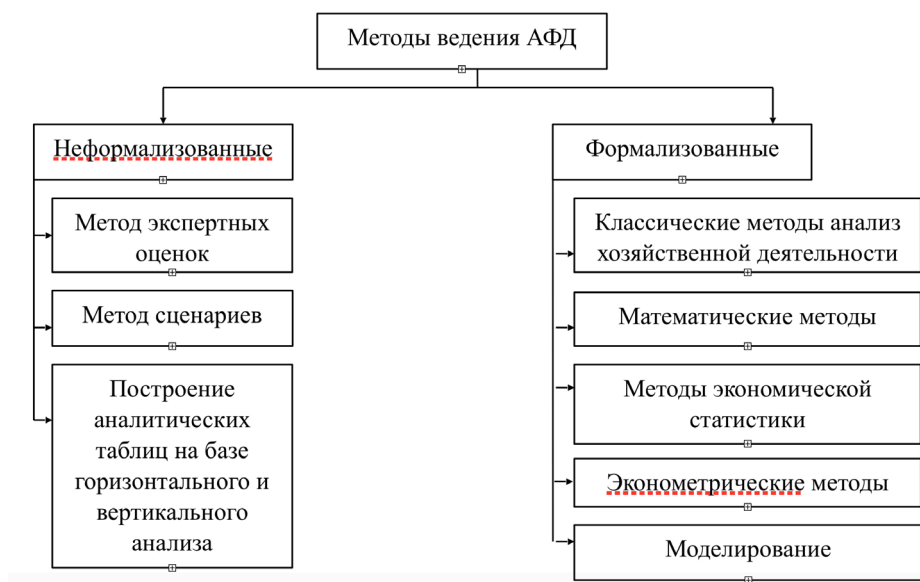 Методы ведения АФД
Неформализованные
Метод экспертных
оценок
Метод сценариев
Построение
аналитических
таблиц на базе
горизонтального и
вертикального
анализа
Формализованные
Классические методы анализ
хозяйственной деятельности
Математические методы
Методы экономической
статистики
Эконометрические методы
Моделирование